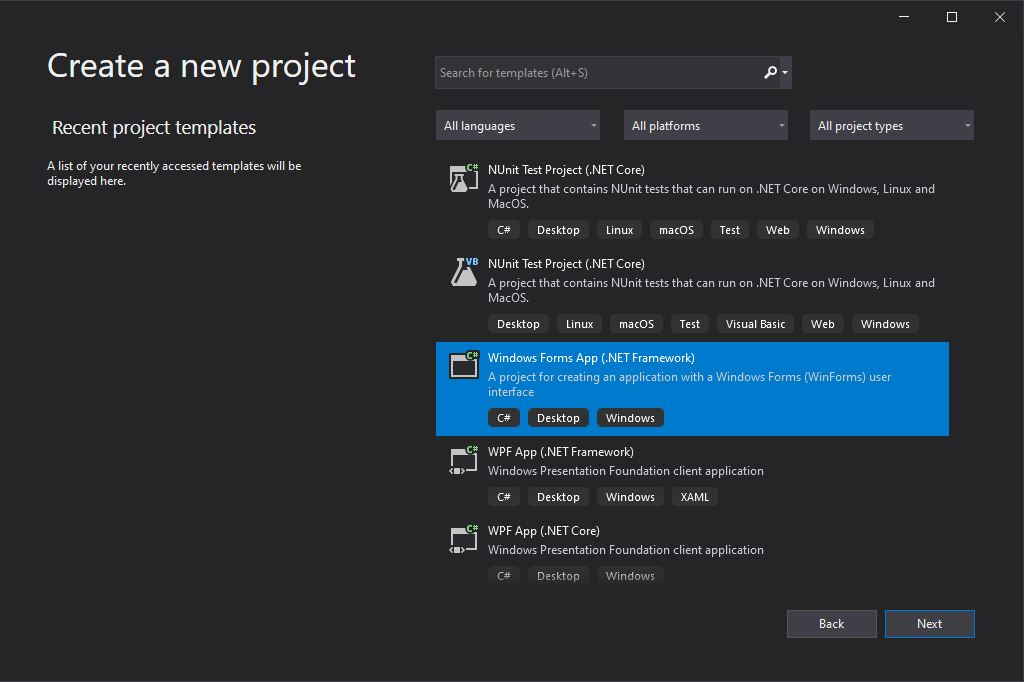 Create a new project
Recent project templates
A list of your recently accessed templates will be
displayed here.
Search for templates (Alt+S)
All languages All platforms All project types
C#
NUnit Test Project (.NET Core)
A project that contains NUnit tests that can run on .NET Core on Windows, Linux and
MacOS.
C# Desktop Linux macOS Test Web Windows
VB
NUnit Test Project (.NET Core)
A project that contains NUnit tests that can run on .NET Core on Windows, Linux and
MacOS.
Desktop Linux macOS Test Visual Basic Web Windows
C#
Windows Forms App (.NET Framework)
A project for creating an application with a Windows Forms (WinForms) user
interface
C# Desktop Windows
C#
WPF App (.NET Framework)
Windows Presentation Foundation client application
C# Desktop Windows XAML
C#
WPF App (.NET Core)
Windows Presentation Foundation client application
C# Desktop Windows
Back Next